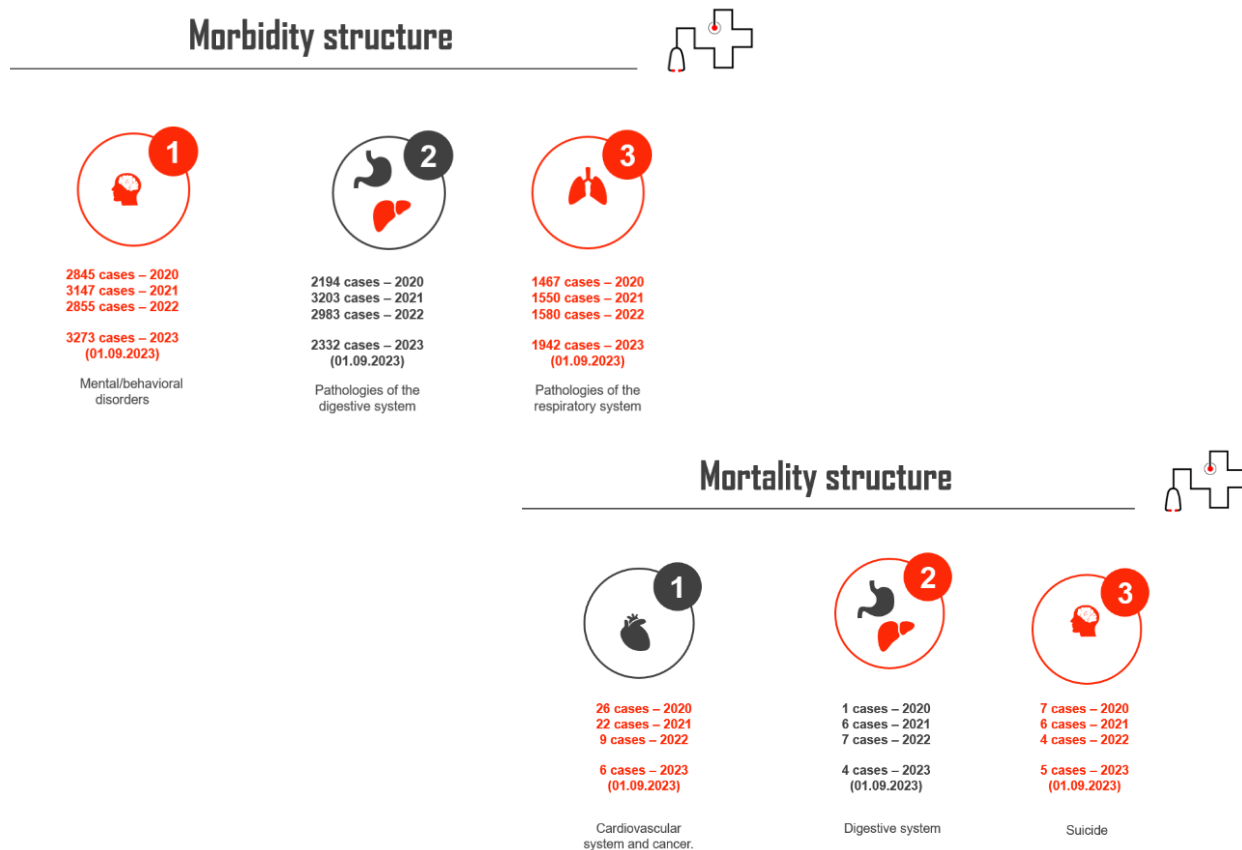 Morbidity structure
1
2845 cases – 2020
3147 cases – 2021
2855 cases – 2022
3273 cases – 2023
(01.09.2023)
Mental/behavioral
disorders
2
2194 cases – 2020
3203 cases – 2021
2983 cases – 2022
2332 cases – 2023
(01.09.2023)
Pathologies of the
digestive system
3
1467 cases – 2020
1550 cases – 2021
1580 cases – 2022
1942 cases – 2023
(01.09.2023)
Pathologies of the
respiratory system
Mortality structure
1
26 cases – 2020
22 cases – 2021
9 cases – 2022
6 cases – 2023
(01.09.2023)
Cardiovascular
system and cancer.
2
1 cases – 2020
6 cases – 2021
7 cases – 2022
4 cases – 2023
(01.09.2023)
Digestive system
3
7 cases – 2020
6 cases – 2021
4 cases – 2022
5 cases – 2023
(01.09.2023)
Suicide